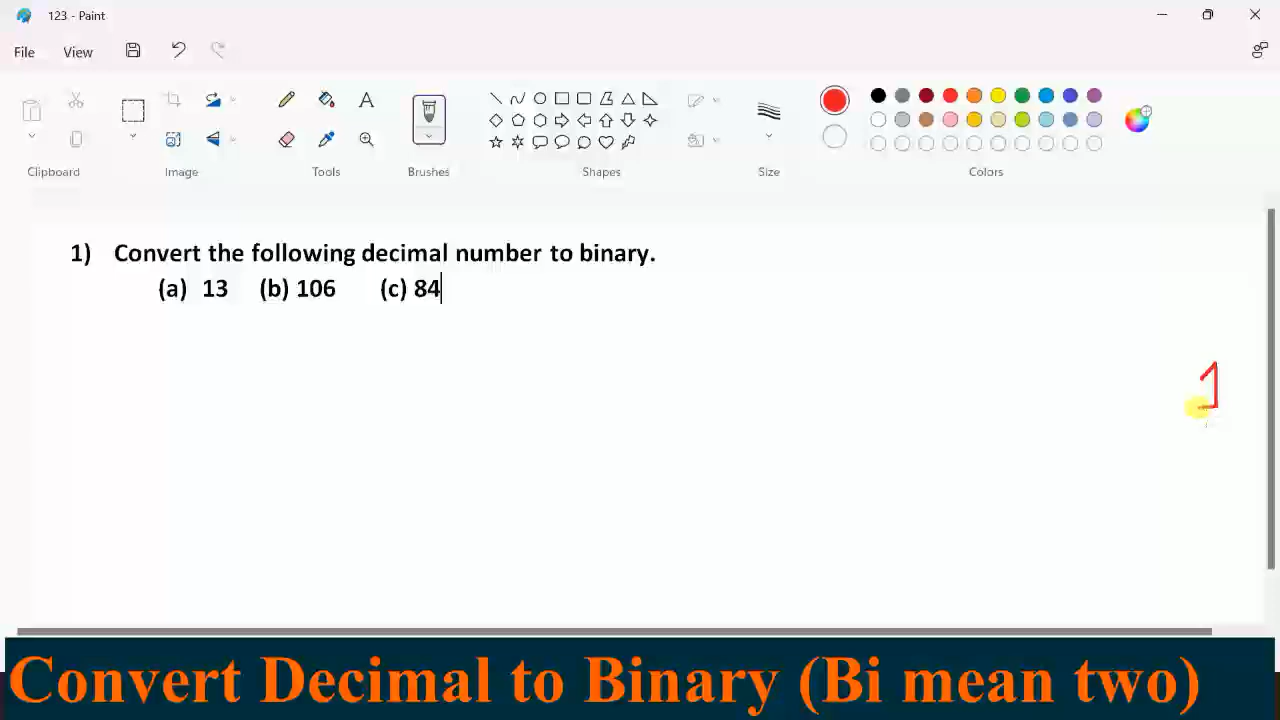 123 - Paint
File View
Clipboard Image Tools Brushes Shapes Size Colors
1) Convert the following decimal number to binary.
(a) 13 (b) 106 (c) 84
1
Convert Decimal to Binary (Bi mean two)